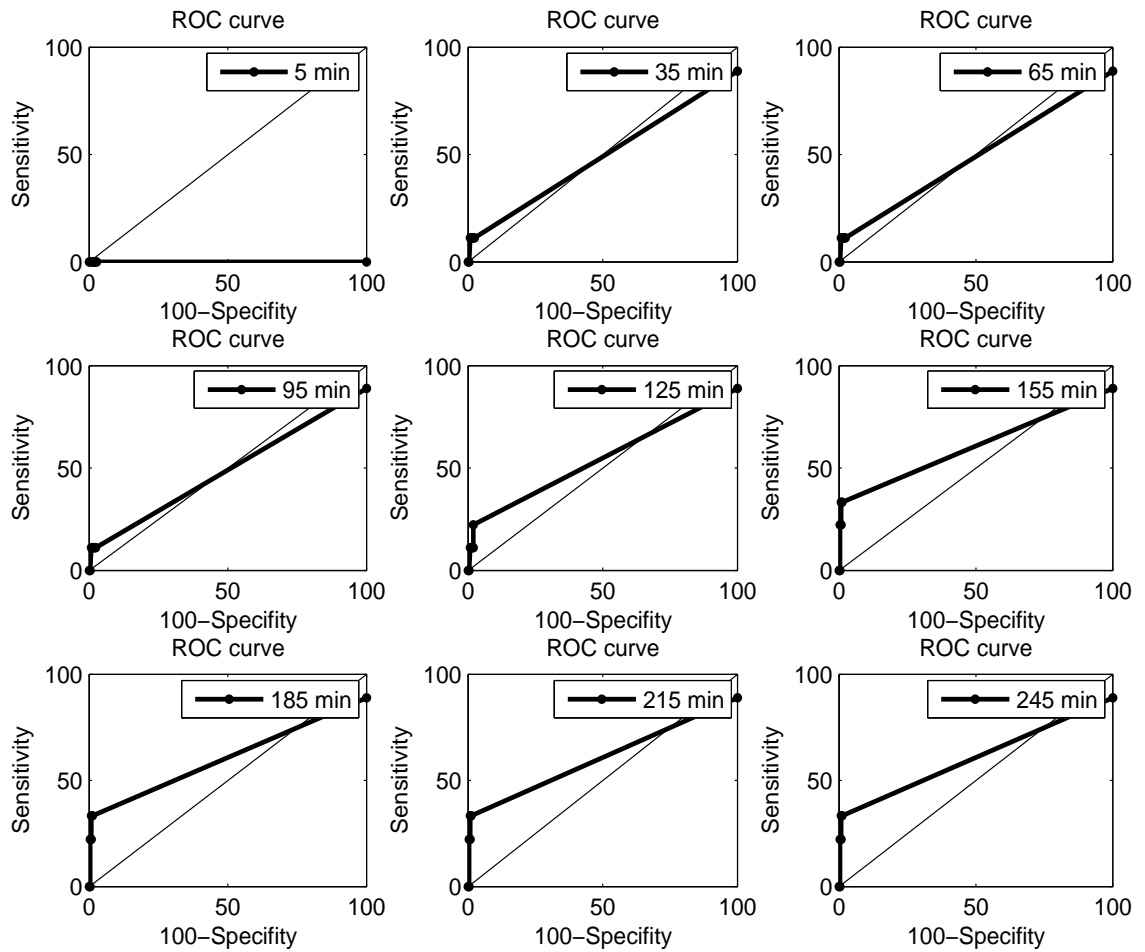 ROC curve
100
50
0
Sensitivity
5 min
0 50 100
100−Specifity
ROC curve
100
50
0
Sensitivity
35 min
0 50 100
100−Specifity
ROC curve
100
50
0
Sensitivity
65 min
0 50 100
100−Specifity
ROC curve
100
50
0
Sensitivity
95 min
0 50 100
100−Specifity
ROC curve
100
50
0
Sensitivity
125 min
0 50 100
100−Specifity
ROC curve
100
50
0
Sensitivity
155 min
0 50 100
100−Specifity
ROC curve
100
50
0
Sensitivity
185 min
0 50 100
100−Specifity
ROC curve
100
50
0
Sensitivity
215 min
0 50 100
100−Specifity
ROC curve
100
50
0
Sensitivity
245 min
0 50 100
100−Specifity